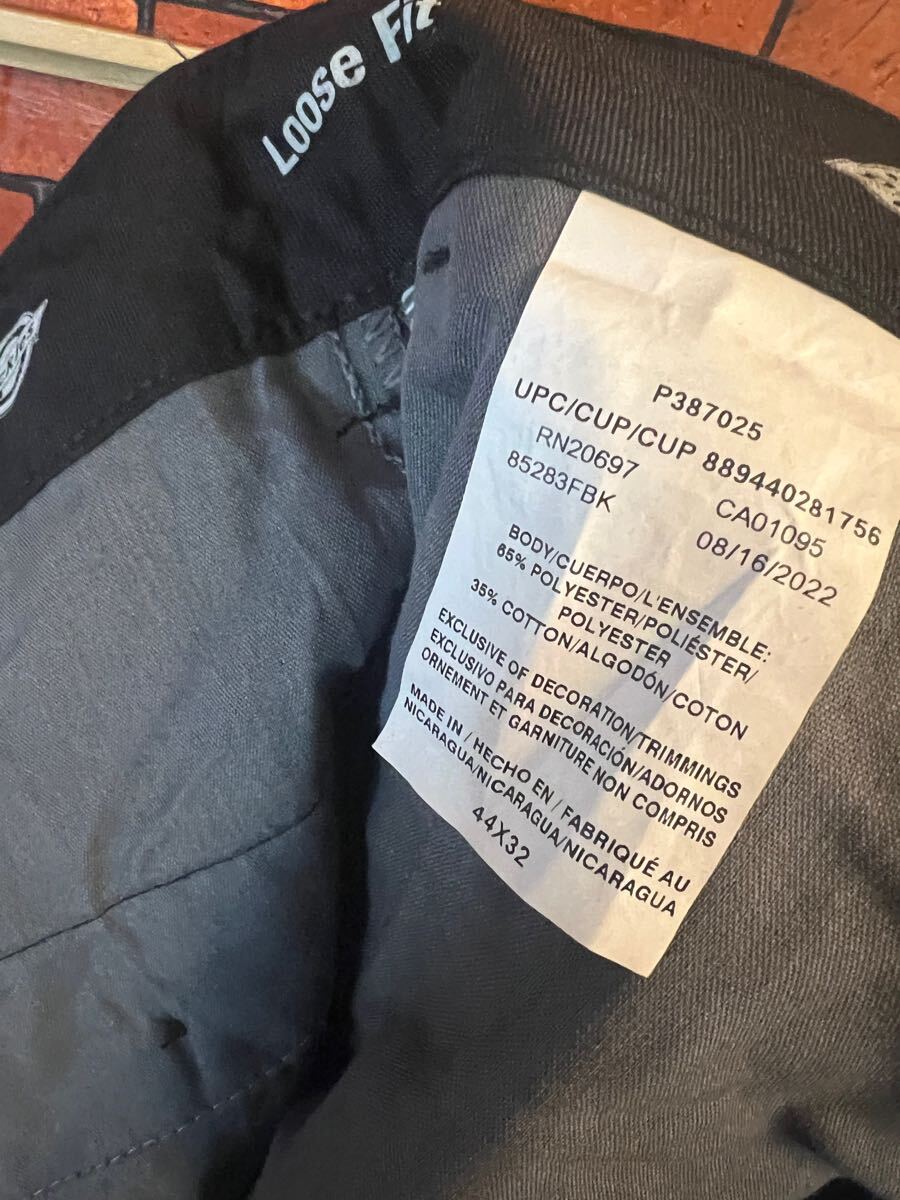 Loose Fit
P387025
UPC/CUP/CUP 889440281756
RN20697 CA01095
85283FBK 08/16/2022
BODY/CUERPO/L'ENSEMBLE:
65% POLYESTER/POLIÉSTER/
POLYESTER
35% COTTON/ALGODÓN/COTON
EXCLUSIVE OF DECORATION/TRIMMINGS
EXCLUSIVO PARA DECORACIÓN/ADORNOS
ORNEMENT ET GARNITURE NON COMPRIS
MADE IN / HECHO EN / FABRIQUÉ AU
NICARAGUA/NICARAGUA/NICARAGUA
44X32